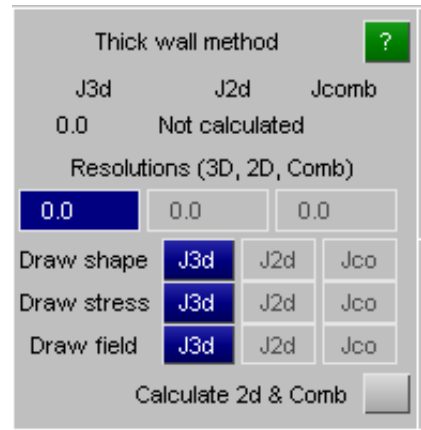 Thick wall method ?
J3d J2d Jcomb
0.0 Not calculated
Resolutions (3D, 2D, Comb)
0.0 0.0 0.0
Draw shape J3d J2d Jco
Draw stress J3d J2d Jco
Draw field J3d J2d Jco
Calculate 2d & Comb